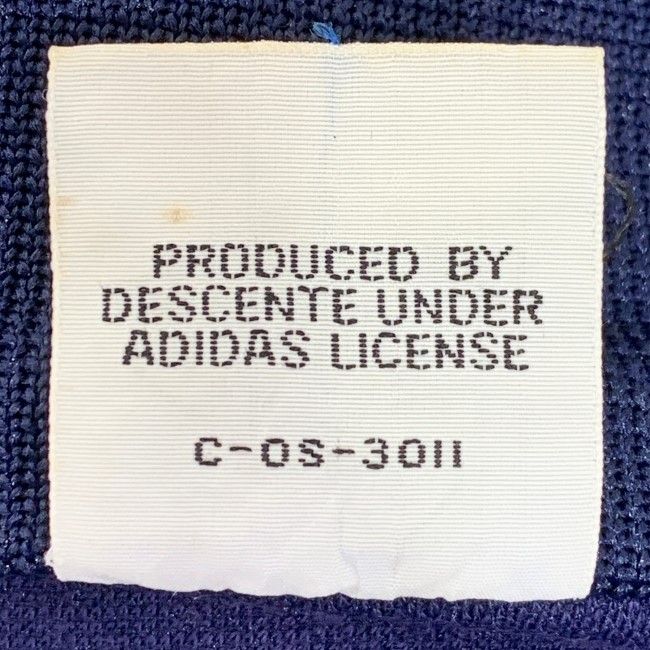 PRODUCED BY
DESCENTE UNDER
ADIDAS LICENSE
C-OS-3011